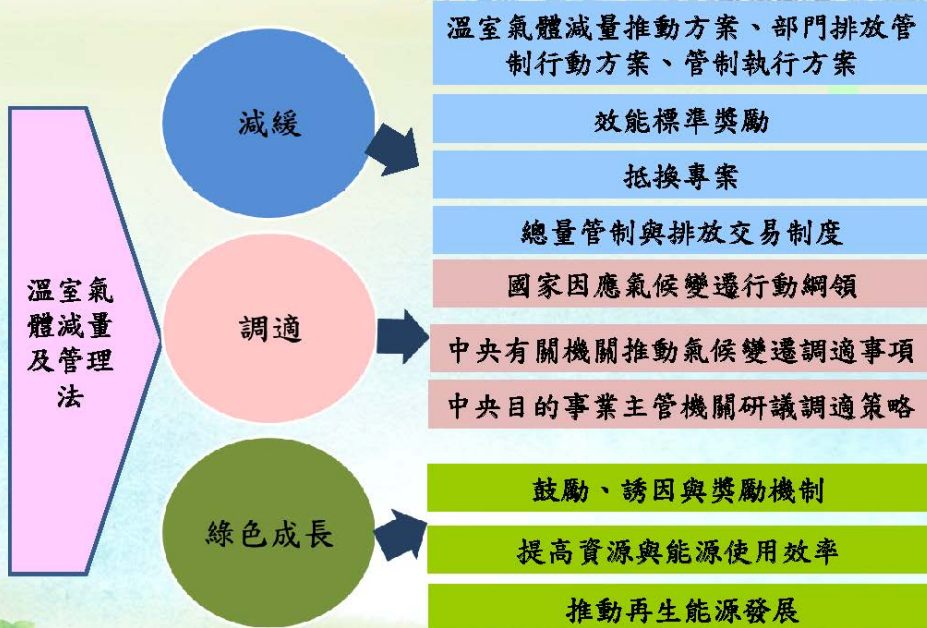 溫室氣
體減量
及管理
法
減緩
溫室氣體減量推動方案、部門排放管
制行動方案、管制執行方案
效能標準獎勵
抵換專案
總量管制與排放交易制度
調適
國家因應氣候變遷行動綱領
中央有關機關推動氣候變遷調適事項
中央目的事業主管機關研議調適策略
綠色成長
鼓勵、誘因與獎勵機制
提高資源與能源使用效率
推動再生能源發展